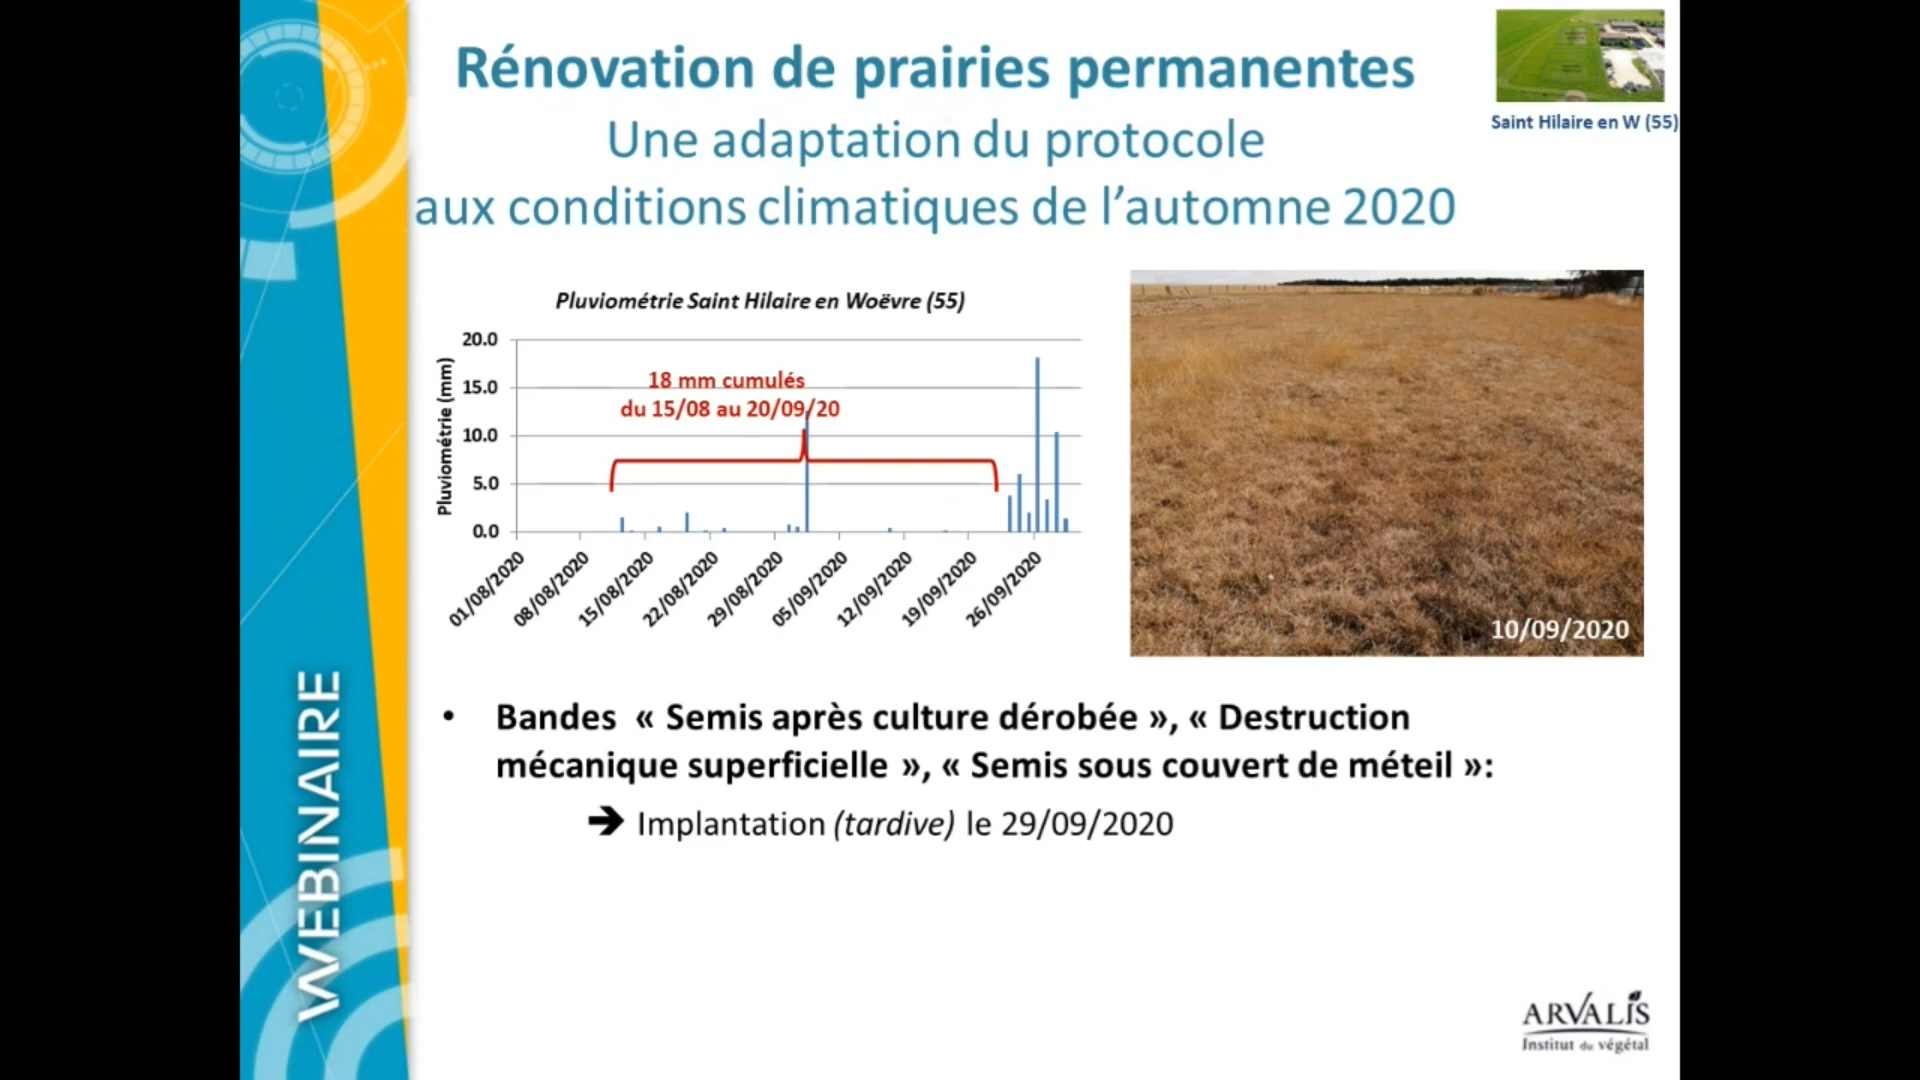 Rénovation de prairies permanentes
Une adaptation du protocole
aux conditions climatiques de l’automne 2020
Saint Hilaire en W (55)
Pluviométrie Saint Hilaire en Woëvre (55)
Pluviométrie (mm)
20.0
15.0
10.0
5.0
0.0
18 mm cumulés
du 15/08 au 20/09/20
01/08/2020
08/08/2020
15/08/2020
22/08/2020
29/08/2020
05/09/2020
12/09/2020
19/09/2020
26/09/2020
10/09/2020
• Bandes « Semis après culture dérobée », « Destruction
mécanique superficielle », « Semis sous couvert de méteil »:
➔ Implantation (tardive) le 29/09/2020
WEBINAIRE
ARVALIS
Institut du végétal